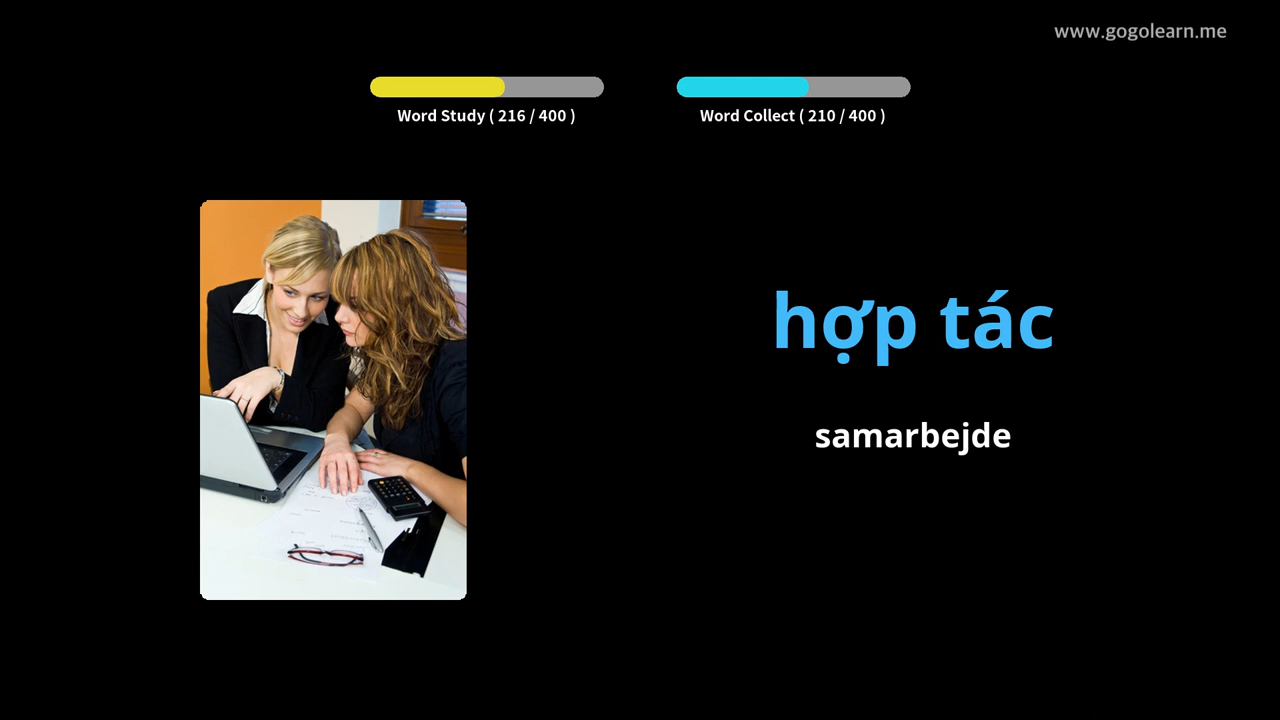 www.gogolearn.me
Word Study ( 216 / 400 )
Word Collect ( 210 / 400 )
hợp tác
samarbejde